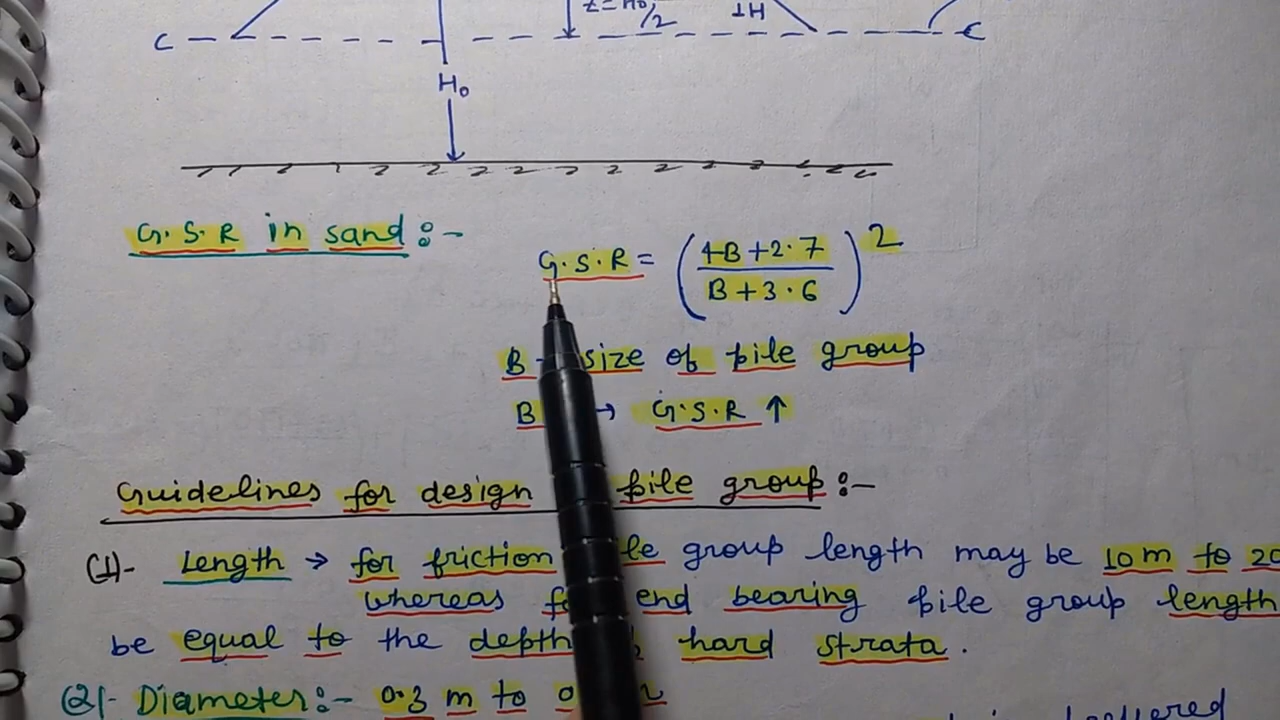 z = H₀/2
1H
C
C
H₀
G.S.R in sand :-
G.S.R = ( (4B + 2.7) / (B + 3.6) )²
B - size of pile group
B → G.S.R ↑
Guidelines for design pile group :-
(1)- Length → for friction group length may be 10m to
whereas end bearing pile group length
be equal to the depth hard strata.
(2)- Diameter :- 0.3 m to